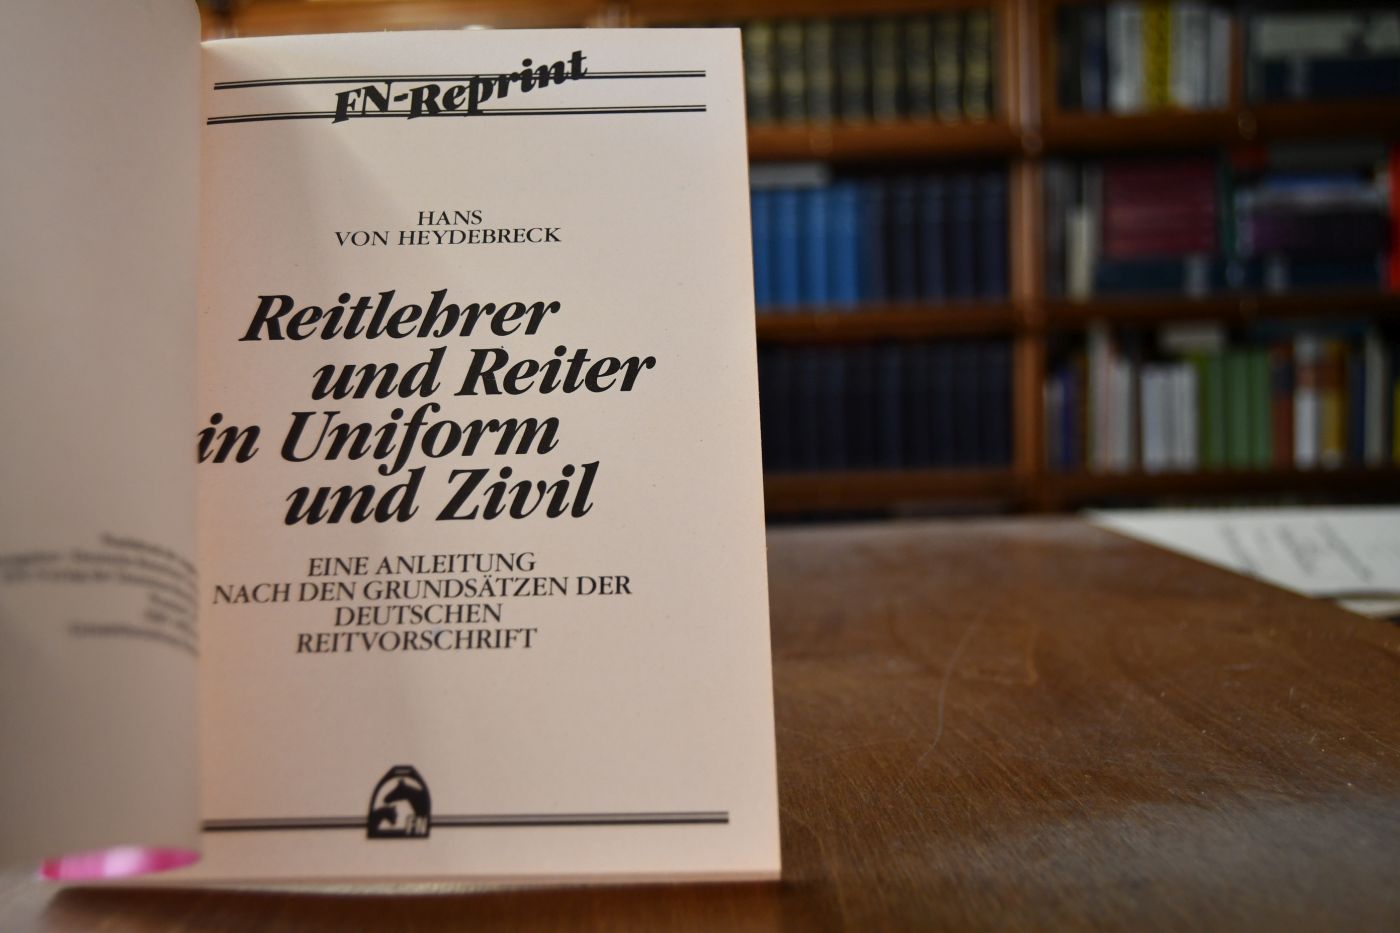 FN-Reprint
HANS
VON HEYDEBRECK
Reitlehrer
und Reiter
in Uniform
und Zivil
EINE ANLEITUNG
NACH DEN GRUNDSÄTZEN DER
DEUTSCHEN
REITVORSCHRIFT
FN